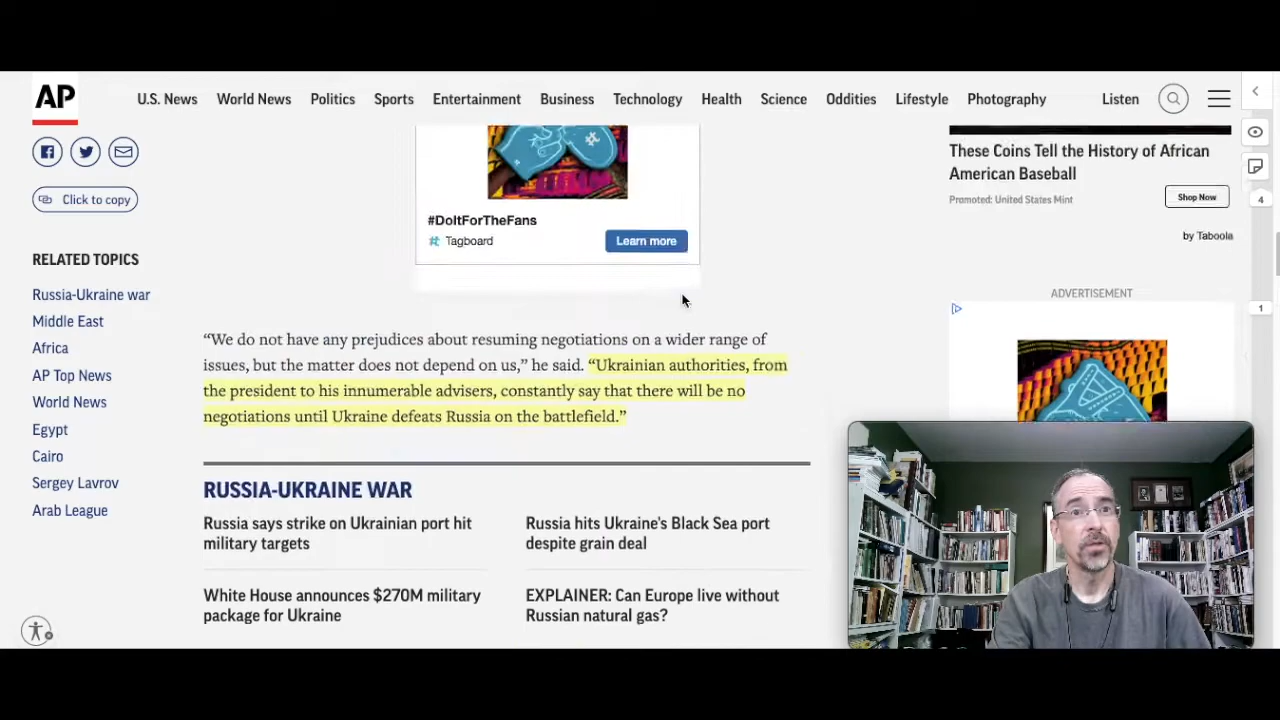 AP
U.S. News World News Politics Sports Entertainment Business Technology Health Science Oddities Lifestyle Photography Listen
Click to copy
RELATED TOPICS
Russia-Ukraine war
Middle East
Africa
AP Top News
World News
Egypt
Cairo
Sergey Lavrov
Arab League
#DoItForTheFans
Tagboard
Learn more
“We do not have any prejudices about resuming negotiations on a wider range of
issues, but the matter does not depend on us,” he said. “Ukrainian authorities, from
the president to his innumerable advisers, constantly say that there will be no
negotiations until Ukraine defeats Russia on the battlefield.”
RUSSIA-UKRAINE WAR
Russia says strike on Ukrainian port hit
military targets
Russia hits Ukraine's Black Sea port
despite grain deal
White House announces $270M military
package for Ukraine
EXPLAINER: Can Europe live without
Russian natural gas?
These Coins Tell the History of African
American Baseball
Promoted: United States Mint
Shop Now
by Taboola
ADVERTISEMENT
4
1